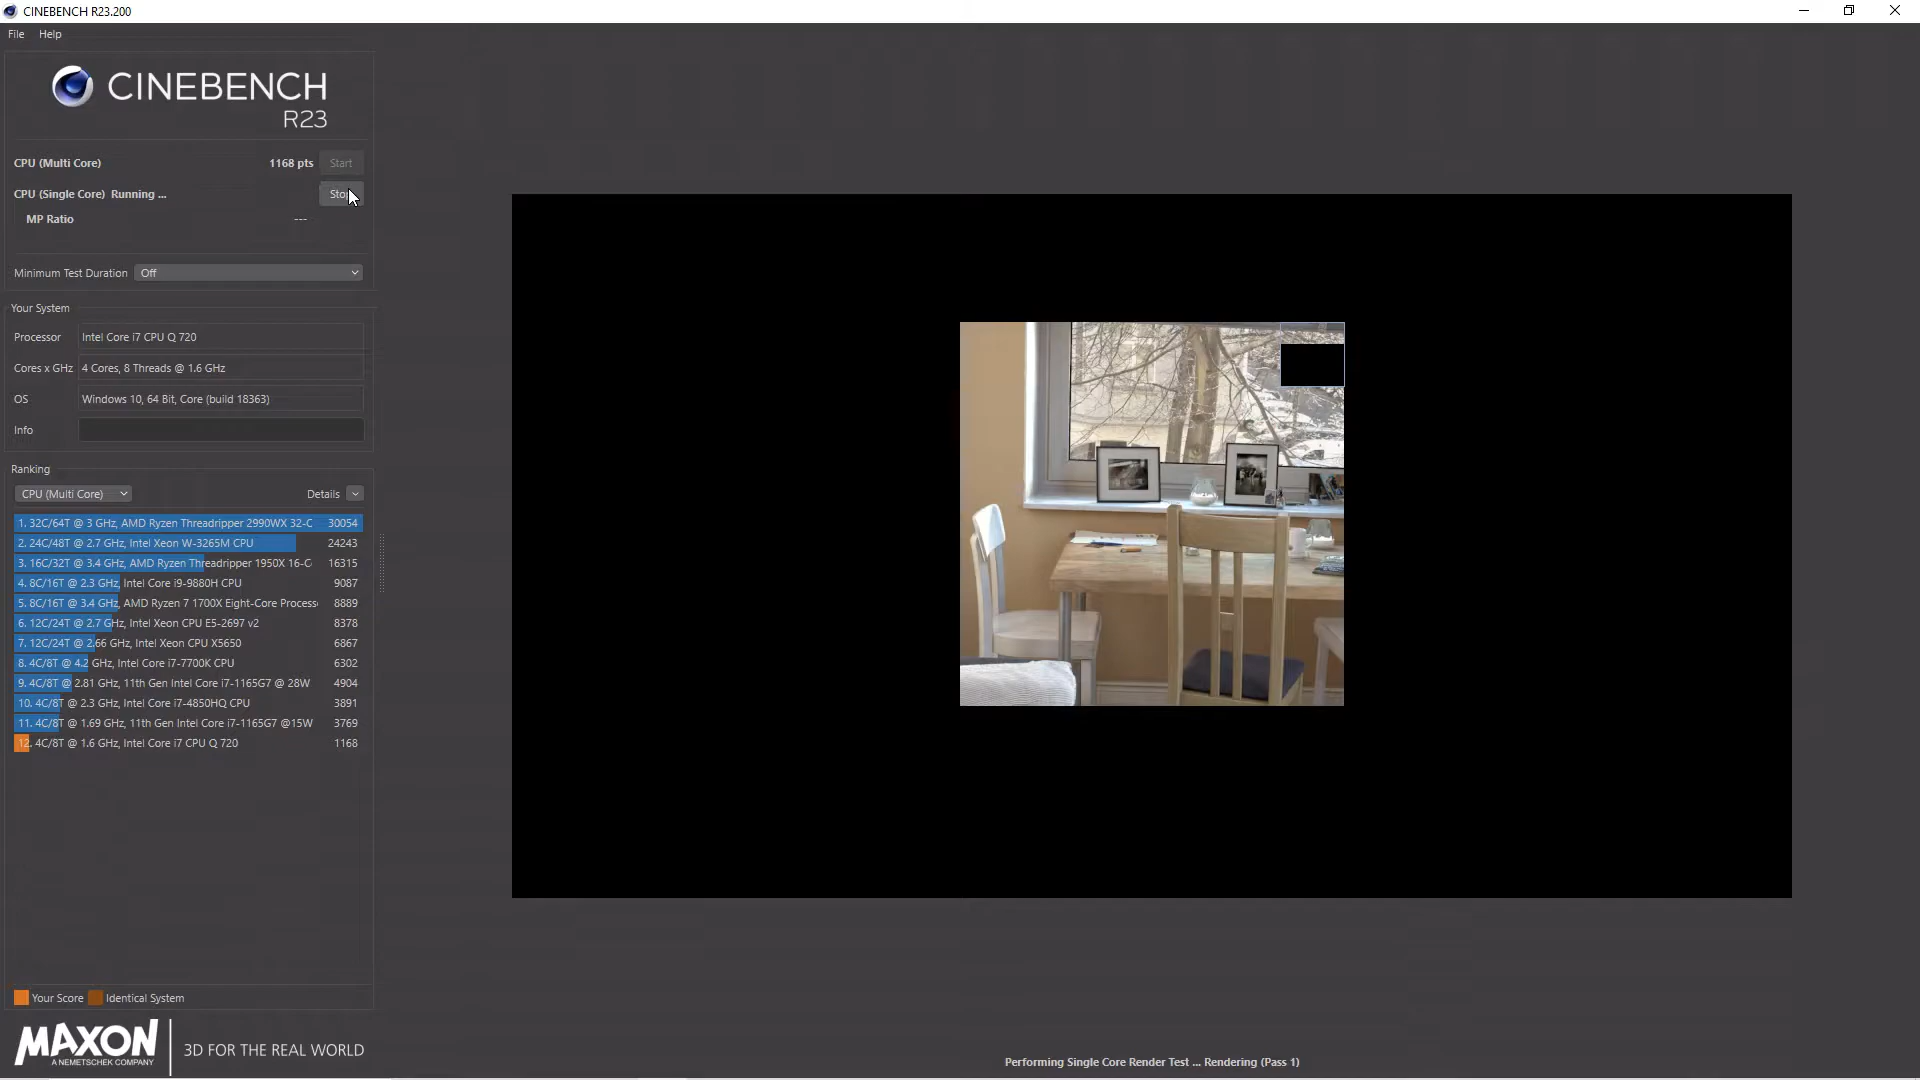 CINEBENCH R23.200
File Help
CINEBENCH
R23
CPU (Multi Core) 1168 pts Start
CPU (Single Core) Running ...
MP Ratio ---
Minimum Test Duration Off
Your System
Processor Intel Core i7 CPU Q 720
Cores x GHz 4 Cores, 8 Threads @ 1.6 GHz
OS Windows 10, 64 Bit, Core (build 18363)
Info
Ranking
CPU (Multi Core) Details
1. 32C/64T @ 3 GHz, AMD Ryzen Threadripper 2990WX 32-C 30054
2. 24C/48T @ 2.7 GHz, Intel Xeon W-3265M CPU 24243
3. 16C/32T @ 3.4 GHz, AMD Ryzen Threadripper 1950X 16-C 16315
4. 8C/16T @ 2.3 GHz, Intel Core i9-9880H CPU 9087
5. 8C/16T @ 3.4 GHz, AMD Ryzen 7 1700X Eight-Core Process 8889
6. 12C/24T @ 2.7 GHz, Intel Xeon CPU E5-2697 v2 8378
7. 12C/24T @ 2.66 GHz, Intel Xeon CPU X5650 6867
8. 4C/8T @ 4.2 GHz, Intel Core i7-7700K CPU 6302
9. 4C/8T @ 2.81 GHz, 11th Gen Intel Core i7-1165G7 @ 28W 4904
10. 4C/8T @ 2.3 GHz, Intel Core i7-4850HQ CPU 3891
11. 4C/8T @ 1.69 GHz, 11th Gen Intel Core i7-1165G7 @15W 3769
12. 4C/8T @ 1.6 GHz, Intel Core i7 CPU Q 720 1168
Your Score Identical System
MAXON
A NEMETSCHEK COMPANY
3D FOR THE REAL WORLD
Performing Single Core Render Test ... Rendering (Pass 1)